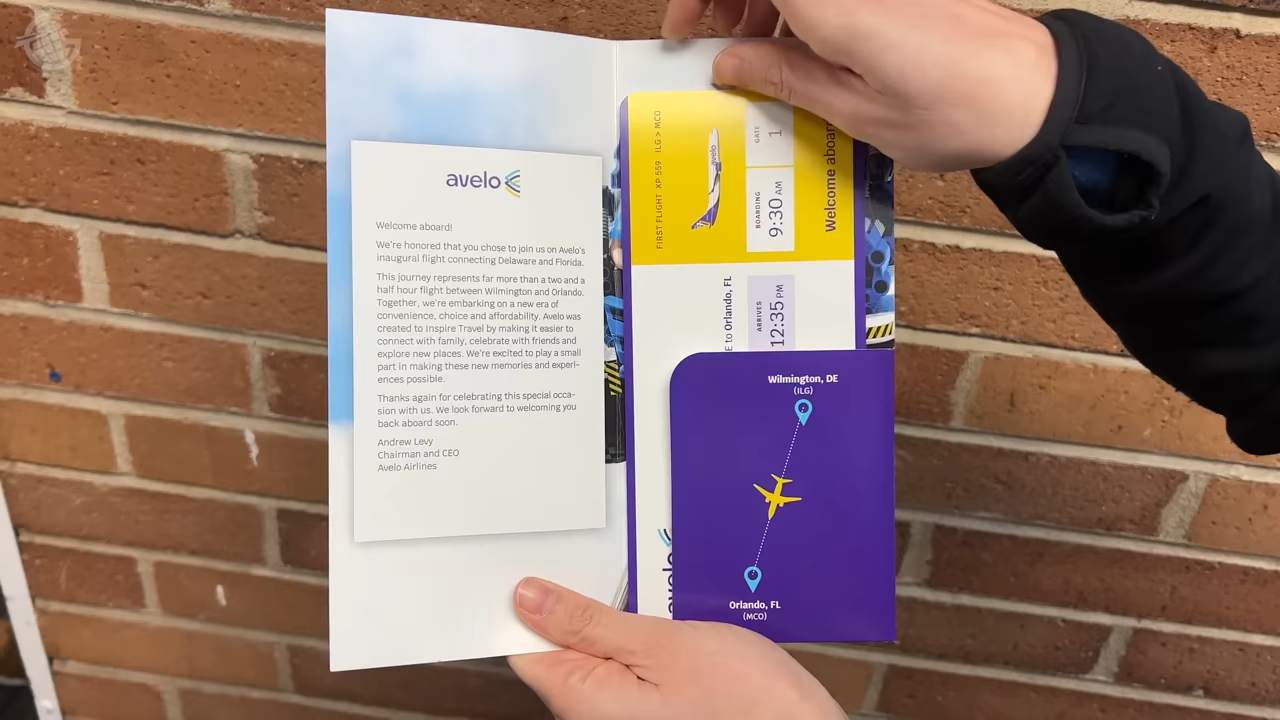 avelo
Welcome aboard!
We're honored that you chose to join us on Avelo's
inaugural flight connecting Delaware and Florida.
This journey represents far more than a two and a
half hour flight between Wilmington and Orlando.
Together, we're embarking on a new era of
convenience, choice and affordability. Avelo was
created to Inspire Travel by making it easier to
connect with family, celebrate with friends and
explore new places. We're excited to play a small
part in making these new memories and experi-
ences possible.
Thanks again for celebrating this special occa-
sion with us. We look forward to welcoming you
back aboard soon.
Andrew Levy
Chairman and CEO
Avelo Airlines
FIRST FLIGHT XP 559 ILG > MCO
avelo
GATE
1
BOARDING
9:30 AM
Welcome aboar
E to Orlando, FL
ARRIVES
12:35 PM
avelo
Wilmington, DE
(ILG)
Orlando, FL
(MCO)